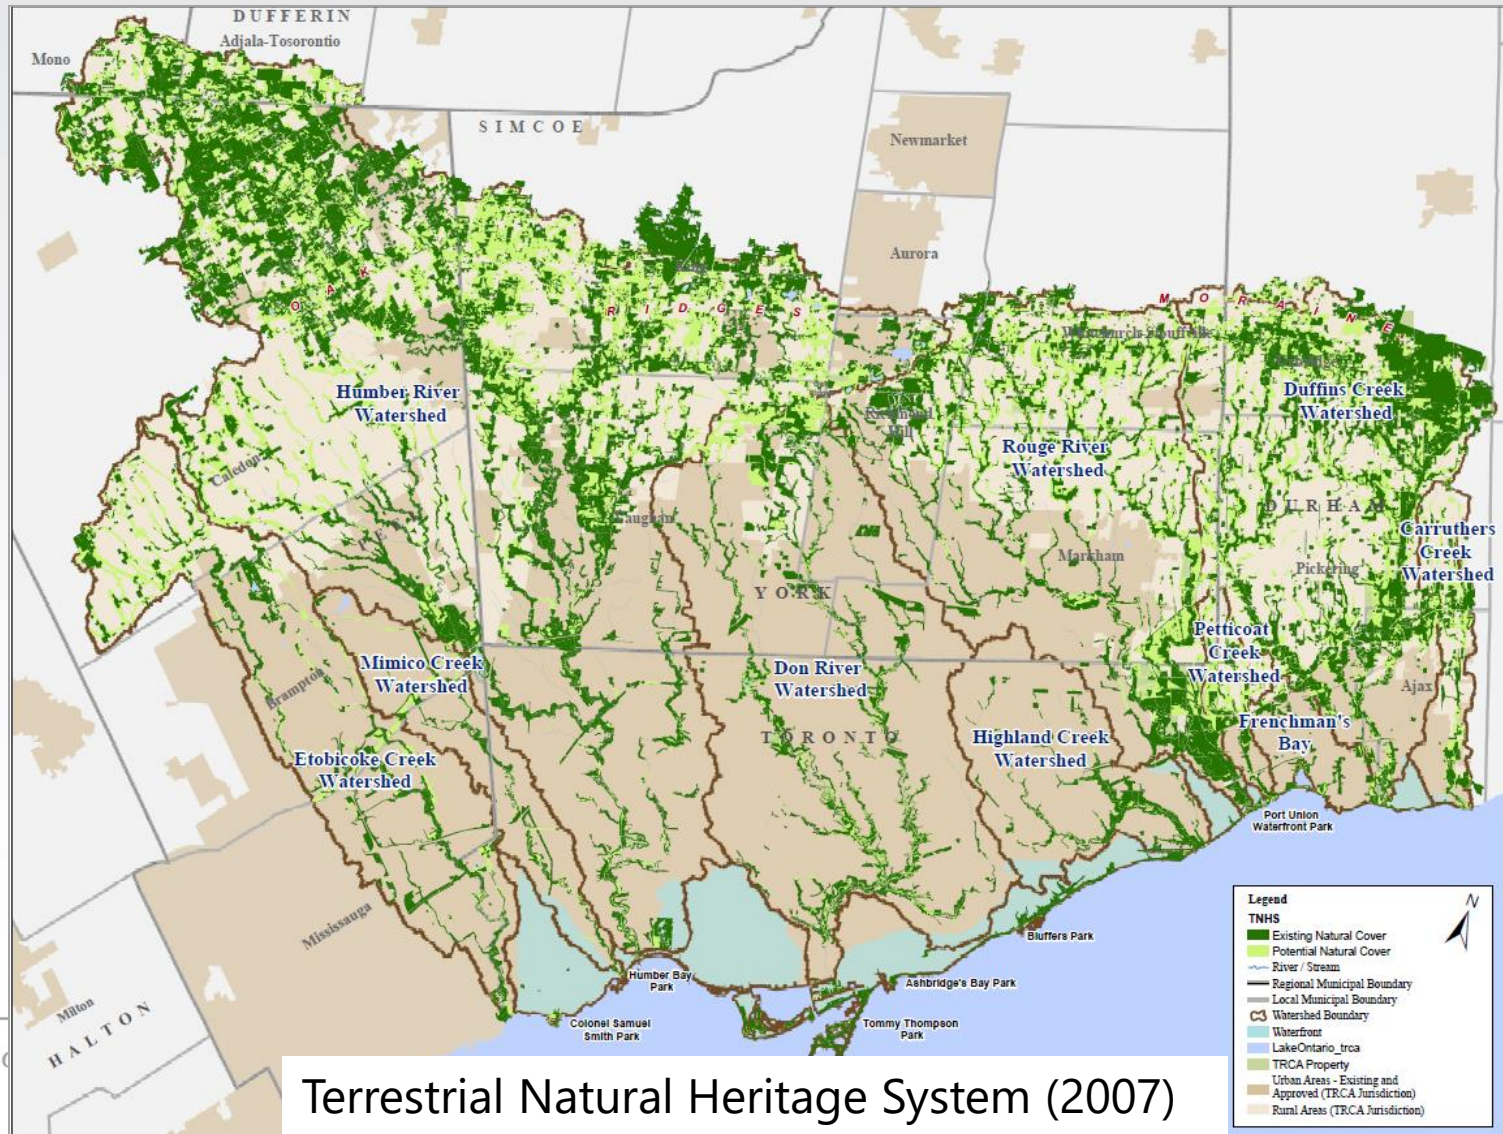 DUFFERIN
Adjala-Tosorontio
Mono
SIMCOE
Newmarket
Aurora
OAK
RIDGES
MORAINE
Humber River
Watershed
Richmond
Hill
Rouge River
Watershed
Duffins Creek
Watershed
Caledon
Vaughan
DURHAM
Carruthers
Creek
Watershed
PEEL
Markham
Pickering
YORK
Petticoat
Creek
Watershed
Mimico Creek
Watershed
Don River
Watershed
Brampton
Ajax
TORONTO
Highland Creek
Watershed
Frenchman's
Bay
Etobicoke Creek
Watershed
Port Union
Waterfront Park
Mississauga
Bluffers Park
Humber Bay
Park
Ashbridge's Bay Park
Milton
HALTON
Colonel Samuel
Smith Park
Tommy Thompson
Park
Legend
N
TNHS
Existing Natural Cover
Potential Natural Cover
River / Stream
Regional Municipal Boundary
Local Municipal Boundary
Watershed Boundary
Waterfront
LakeOntario_trca
TRCA Property
Urban Areas - Existing and
Approved (TRCA Jurisdiction)
Rural Areas (TRCA Jurisdiction)
Terrestrial Natural Heritage System (2007)